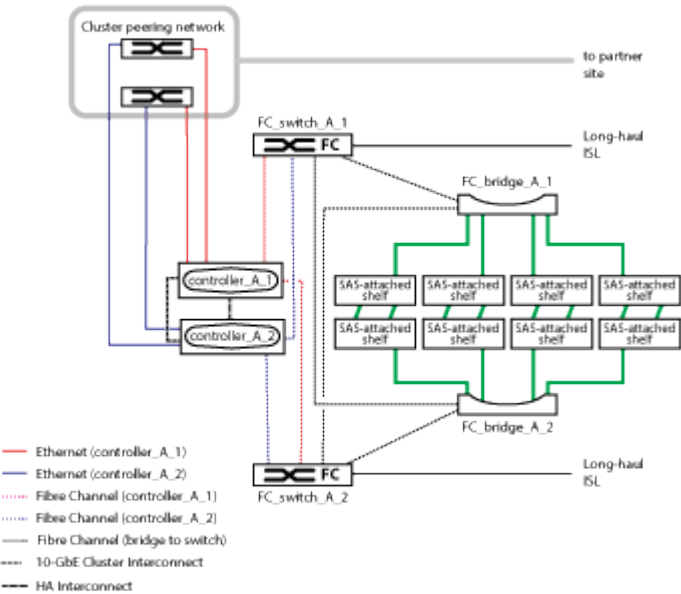 Cluster peering network
to partner
site
FC_switch_A_1
FC
Long-haul
ISL
FC_bridge_A_1
controller_A_1
SAS-attached
shelf
SAS-attached
shelf
SAS-attached
shelf
SAS-attached
shelf
controller_A_2
SAS-attached
shelf
SAS-attached
shelf
SAS-attached
shelf
SAS-attached
shelf
FC_bridge_A_2
Ethernet (controller_A_1)
Ethernet (controller_A_2)
Fibre Channel (controller_A_1)
Fibre Channel (controller_A_2)
Fibre Channel (bridge to switch)
10-GbE Cluster Interconnect
HA Interconnect
FC
FC_switch_A_2
Long-haul
ISL